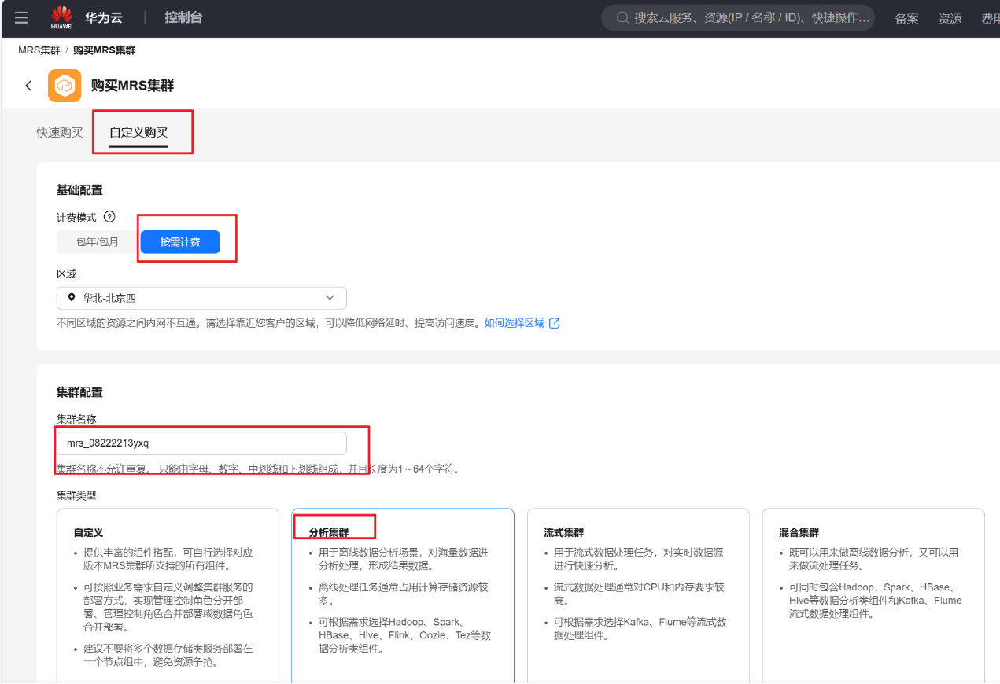 HUAWEI 华为云 控制台 搜索云服务、资源(IP / 名称 / ID)、快捷操作... 备案 资源 费用
MRS集群 / 购买MRS集群
购买MRS集群
快速购买 自定义购买
基础配置
计费模式 ?
包年/包月 按需计费
区域
华北-北京四
不同区域的资源之间内网不互通。请选择靠近您客户的区域，可以降低网络延时、提高访问速度。如何选择区域
集群配置
集群名称
mrs_08222213yxq
集群名称不允许重复。 只能由字母、数字、中划线和下划线组成，并且长度为1～64个字符。
集群类型
自定义
• 提供丰富的组件搭配，可自行选择对应
版本MRS集群所支持的所有组件。
• 可按照业务需求自定义调整集群服务的
部署方式，实现管理控制角色分开部
署、管理控制角色合并部署或数据角色
合并部署。
• 建议不要将多个数据存储类服务部署在
一个节点组中，避免资源争抢。
分析集群
• 用于离线数据分析场景，对海量数据进
分析处理，形成结果数据。
• 离线处理任务通常占用计算存储资源较
多。
• 可根据需求选择Hadoop、Spark、
HBase、Hive、Flink、Oozie、Tez等数
据分析类组件。
流式集群
• 用于流式数据处理任务，对实时数据源
进行快速分析。
• 流式数据处理通常对CPU和内存要求较
高。
• 可根据需求选择Kafka、Flume等流式数
据处理组件。
混合集群
• 既可以用来做离线数据分析，又可以用
来做流处理任务。
• 可同时包含Hadoop、Spark、HBase、
Hive等数据分析类组件和Kafka、Flume
流式数据处理组件。